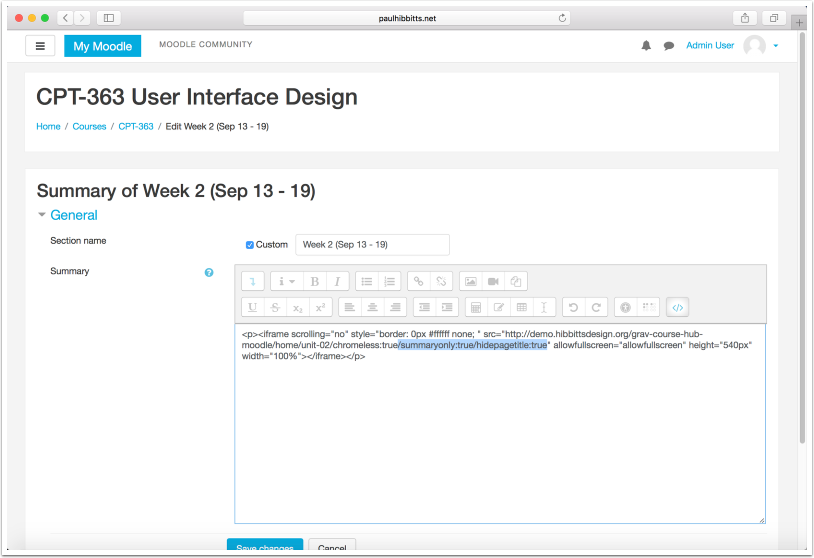 paulhibbitts.net
My Moodle
MOODLE COMMUNITY
Admin User
CPT-363 User Interface Design
Home / Courses / CPT-363 / Edit Week 2 (Sep 13 - 19)
Summary of Week 2 (Sep 13 - 19)
General
Section name
Custom
Week 2 (Sep 13 - 19)
Summary
?
i B I
U S x₂ x²
</>
<p><iframe scrolling="no" style="border: 0px #ffffff none; " src="http://demo.hibbittsdesign.org/grav-course-hub-
moodle/home/unit-02/chromeless:true/summaryonly:true/hidepagetitle:true" allowfullscreen="allowfullscreen" height="540px"
width="100%"></iframe></p>
Save changes
Cancel